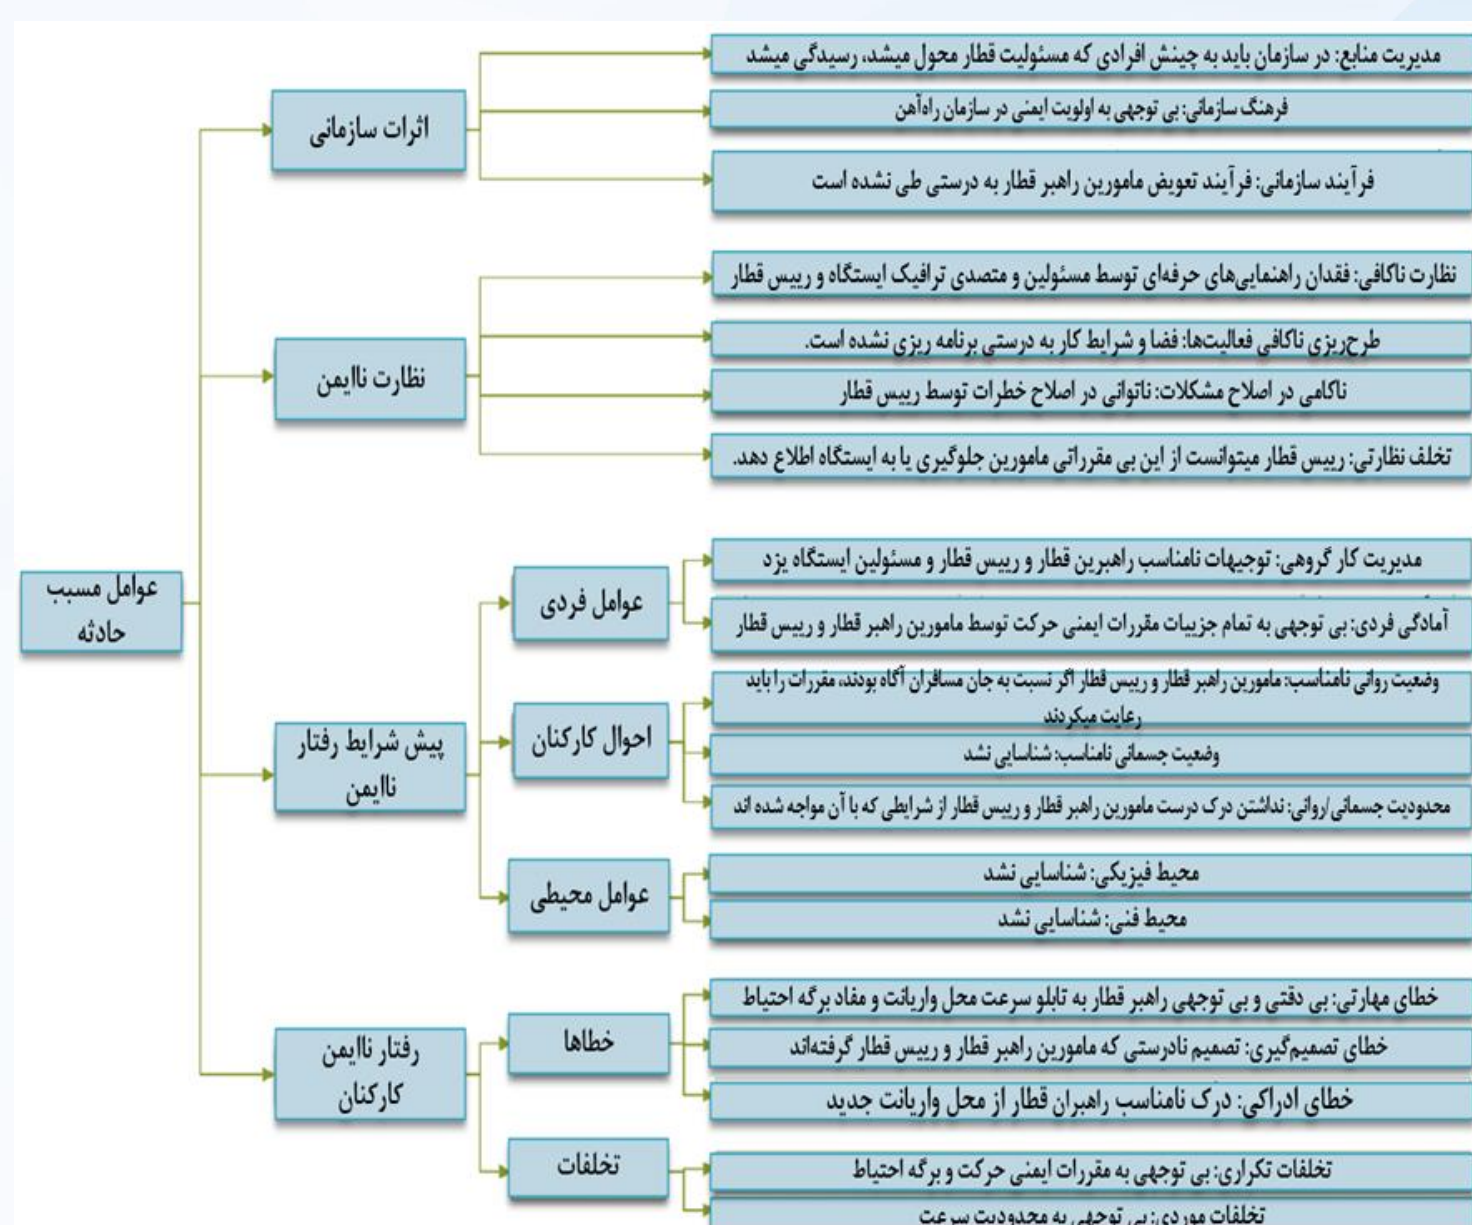 عوامل مسبب
حادثه
اثرات سازمانی
مدیریت منابع: در سازمان باید به چینش افرادی که مسئولیت قطار محول میشد، رسیدگی میشد
فرهنگ سازمانی: بی توجهی به اولویت ایمنی در سازمان راه‌آهن
فرآیند سازمانی: فرآیند تعویض مامورین راهبر قطار به درستی طی نشده است
نظارت ناایمن
نظارت ناکافی: فقدان راهنمایی‌های حرفه‌ای توسط مسئولین و متصدی ترافیک ایستگاه و رییس قطار
طرح‌ریزی ناکافی فعالیت‌ها: فضا و شرایط کار به درستی برنامه ریزی نشده است.
ناکامی در اصلاح مشکلات: ناتوانی در اصلاح خطرات توسط رییس قطار
تخلف نظارتی: رییس قطار میتوانست از این بی مقرراتی مامورین جلوگیری یا به ایستگاه اطلاع دهد.
پیش شرایط رفتار
ناایمن
عوامل فردی
مدیریت کار گروهی: توجیهات نامناسب راهبرین قطار و رییس قطار و مسئولین ایستگاه یزد
آمادگی فردی: بی توجهی به تمام جزییات مقررات ایمنی حرکت توسط مامورین راهبر قطار و رییس قطار
احوال کارکنان
وضعیت روانی نامناسب: مامورین راهبر قطار و رییس قطار اگر نسبت به جان مسافران آگاه بودند، مقررات را باید
رعایت میکردند
وضعیت جسمانی نامناسب: شناسایی نشد
محدودیت جسمانی/روانی: نداشتن درک درست مامورین راهبر قطار و رییس قطار از شرایطی که با آن مواجه شده اند
عوامل محیطی
محیط فیزیکی: شناسایی نشد
محیط فنی: شناسایی نشد
رفتار ناایمن
کارکنان
خطاها
خطای مهارتی: بی دقتی و بی توجهی راهبر قطار به تابلو سرعت محل واریانت و مفاد برگه احتیاط
خطای تصمیم‌گیری: تصمیم نادرستی که مامورین راهبر قطار و رییس قطار گرفته‌اند
خطای ادراکی: درک نامناسب راهبران قطار از محل واریانت جدید
تخلفات
تخلفات تکراری: بی توجهی به مقررات ایمنی حرکت و برگه احتیاط
تخلفات موردی: بی توجهی به محدودیت سرعت